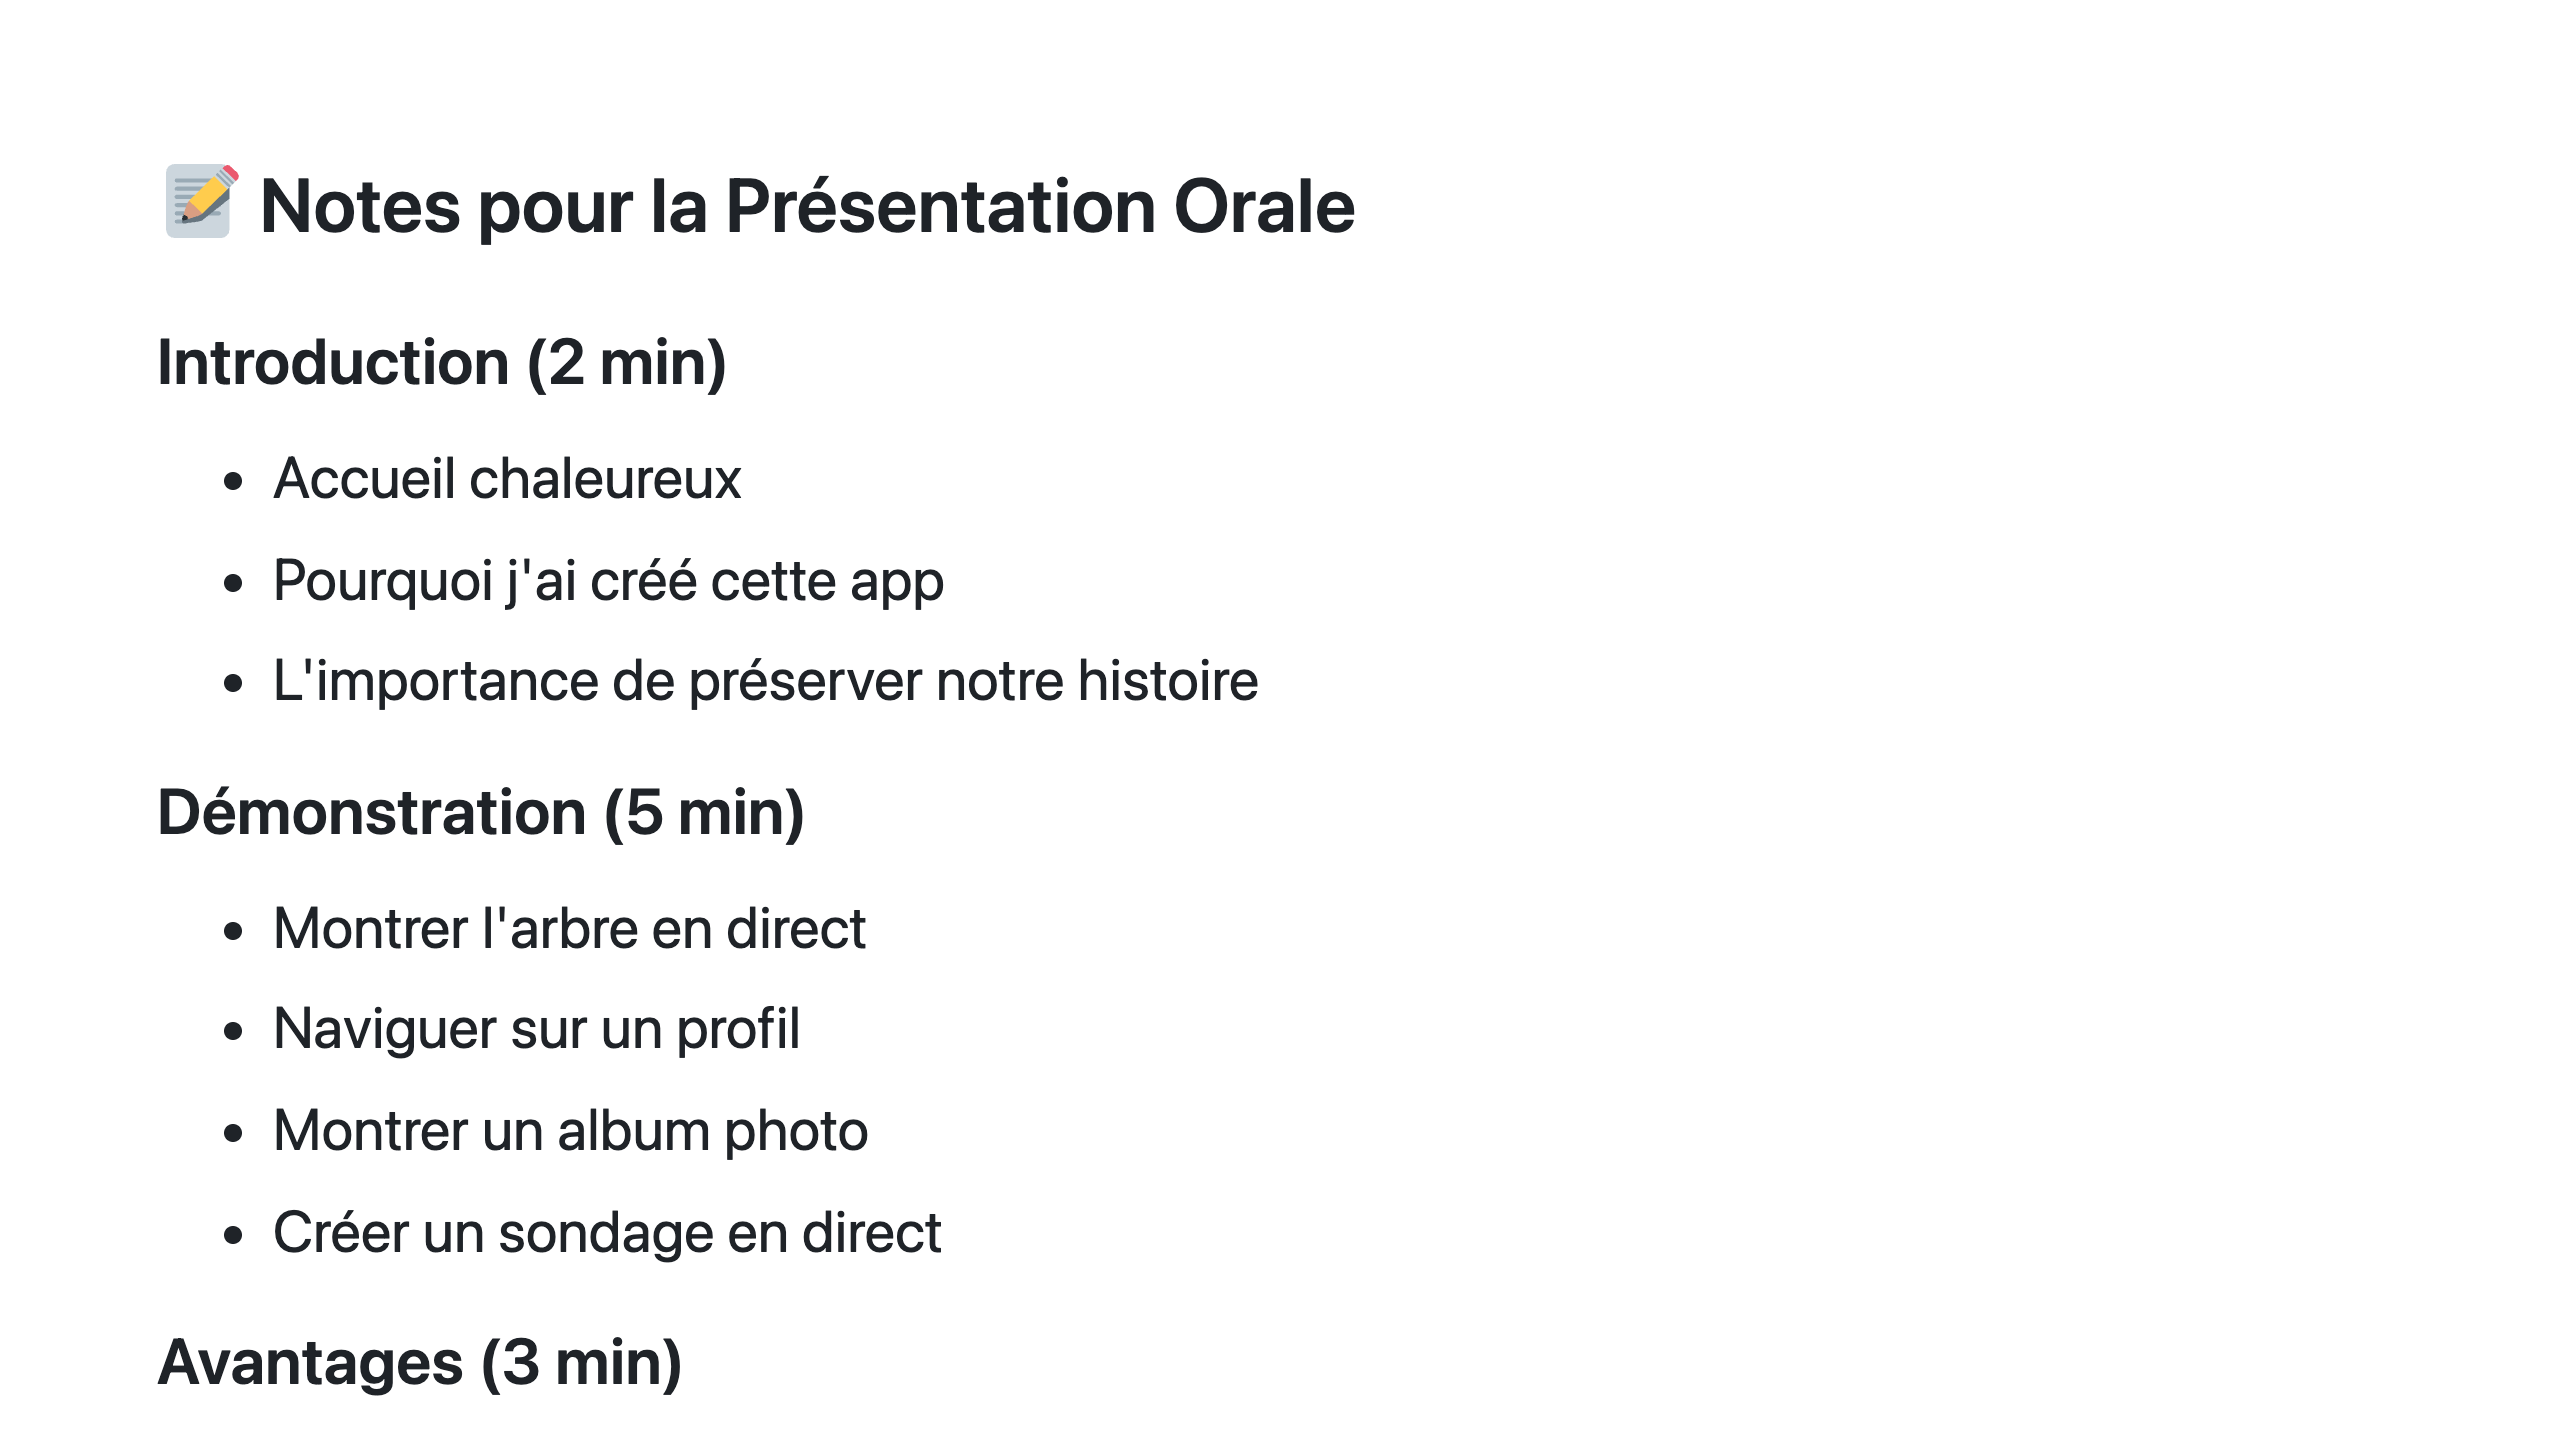 📝 Notes pour la Présentation Orale
Introduction (2 min)
• Accueil chaleureux
• Pourquoi j'ai créé cette app
• L'importance de préserver notre histoire
Démonstration (5 min)
• Montrer l'arbre en direct
• Naviguer sur un profil
• Montrer un album photo
• Créer un sondage en direct
Avantages (3 min)